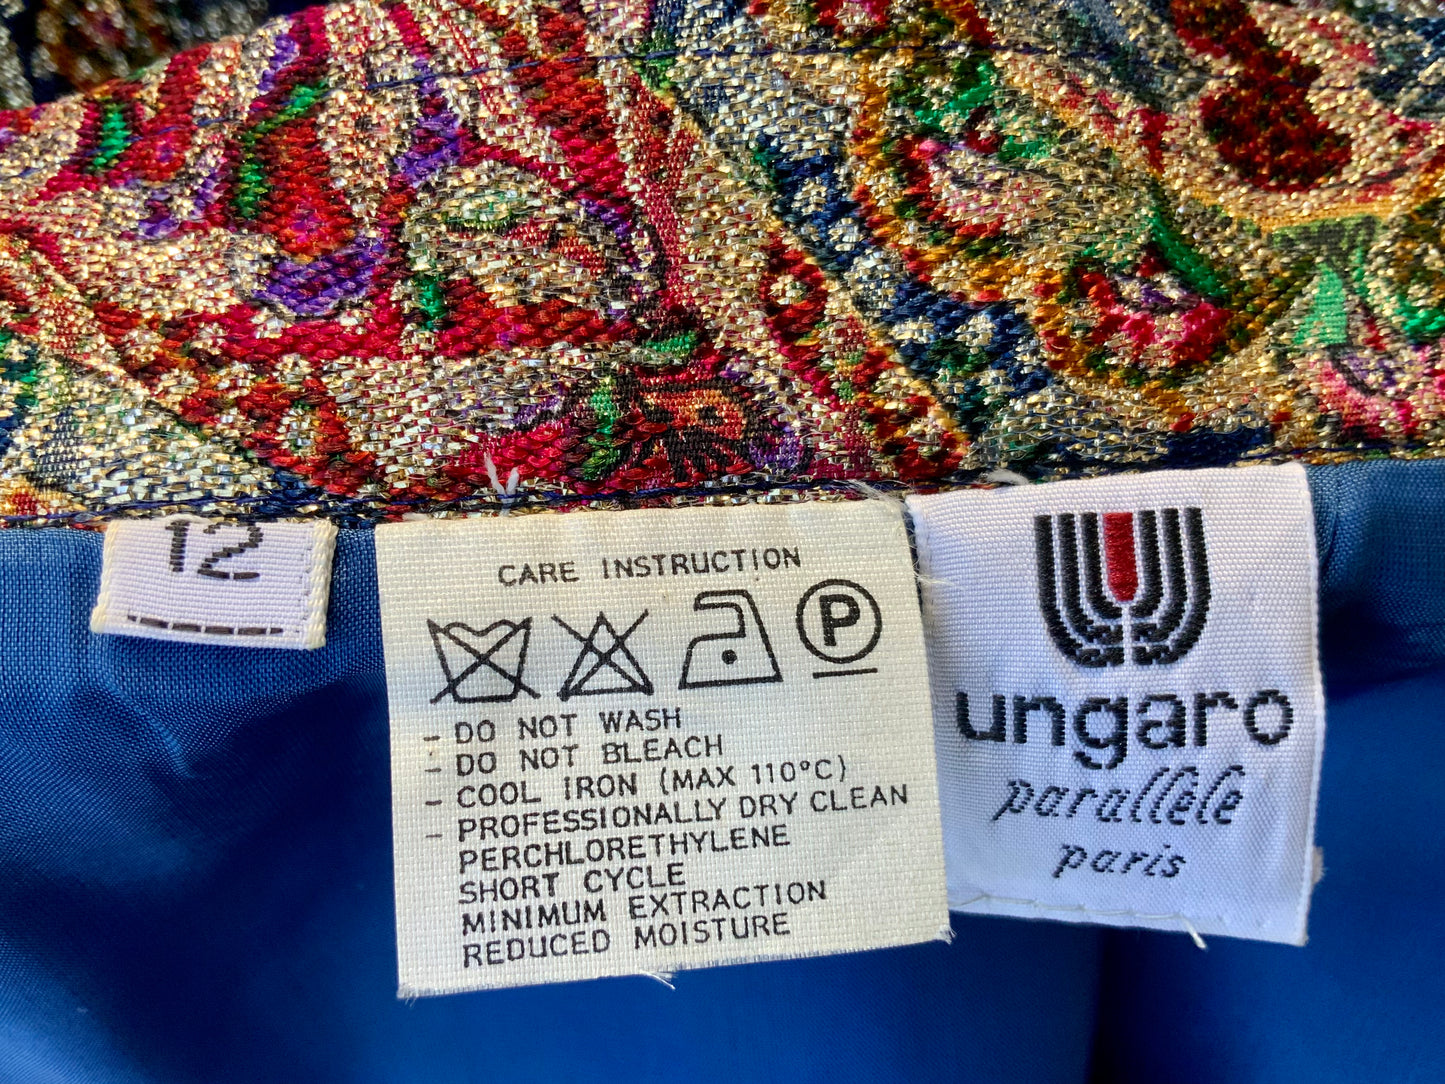 12
CARE INSTRUCTION
P
- DO NOT WASH
- DO NOT BLEACH
- COOL IRON (MAX 110°C)
- PROFESSIONALLY DRY CLEAN
PERCHLORETHYLENE
SHORT CYCLE
MINIMUM EXTRACTION
REDUCED MOISTURE
ungaro
parallèle
paris